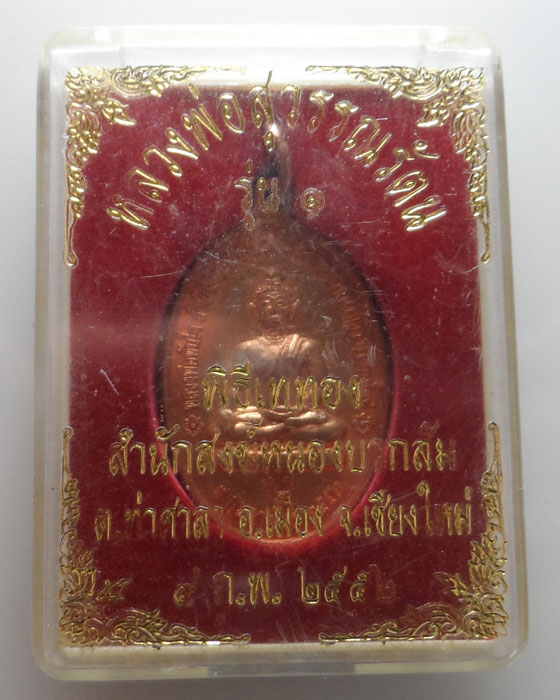 หลวงพ่อสุวรรณรัตน
รุ่น ๑
พิธีเททอง
สำนักสงฆ์หนองบวกล้ม
ต.ท่าศาลา อ.เมือง จ.เชียงใหม่
๘ ก.พ. ๒๕๕๒